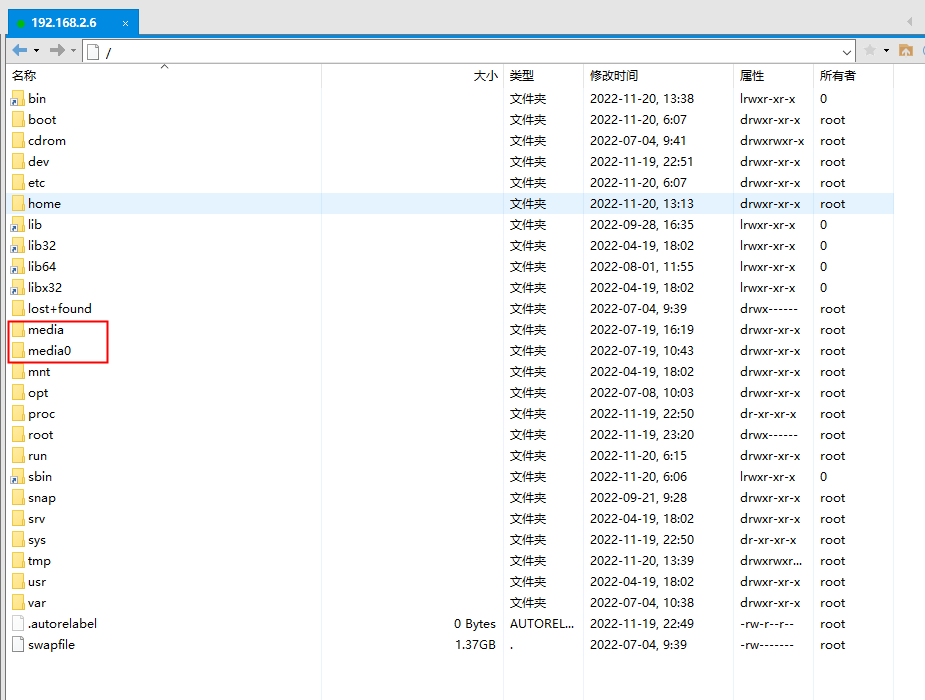 192.168.2.6 ×
/
名称 大小 类型 修改时间 属性 所有者
bin 文件夹 2022-11-20, 13:38 lrwxr-xr-x 0
boot 文件夹 2022-11-20, 6:07 drwxr-xr-x root
cdrom 文件夹 2022-07-04, 9:41 drwxrwxr-x root
dev 文件夹 2022-11-19, 22:51 drwxr-xr-x root
etc 文件夹 2022-11-20, 6:07 drwxr-xr-x root
home 文件夹 2022-11-20, 13:13 drwxr-xr-x root
lib 文件夹 2022-09-28, 16:35 lrwxr-xr-x 0
lib32 文件夹 2022-04-19, 18:02 lrwxr-xr-x 0
lib64 文件夹 2022-08-01, 11:55 lrwxr-xr-x 0
libx32 文件夹 2022-04-19, 18:02 lrwxr-xr-x 0
lost+found 文件夹 2022-07-04, 9:39 drwx------ root
media 文件夹 2022-07-19, 16:19 drwxr-xr-x root
media0 文件夹 2022-07-19, 10:43 drwxr-xr-x root
mnt 文件夹 2022-04-19, 18:02 drwxr-xr-x root
opt 文件夹 2022-07-08, 10:03 drwxr-xr-x root
proc 文件夹 2022-11-19, 22:50 dr-xr-xr-x root
root 文件夹 2022-11-19, 23:20 drwx------ root
run 文件夹 2022-11-20, 6:15 drwxr-xr-x root
sbin 文件夹 2022-11-20, 6:06 lrwxr-xr-x 0
snap 文件夹 2022-09-21, 9:28 drwxr-xr-x root
srv 文件夹 2022-04-19, 18:02 drwxr-xr-x root
sys 文件夹 2022-11-19, 22:50 dr-xr-xr-x root
tmp 文件夹 2022-11-20, 13:39 drwxrwxr... root
usr 文件夹 2022-04-19, 18:02 drwxr-xr-x root
var 文件夹 2022-07-04, 10:38 drwxr-xr-x root
.autorelabel 0 Bytes AUTOREL... 2022-11-19, 22:49 -rw-r--r-- root
swapfile 1.37GB . 2022-07-04, 9:39 -rw------- root